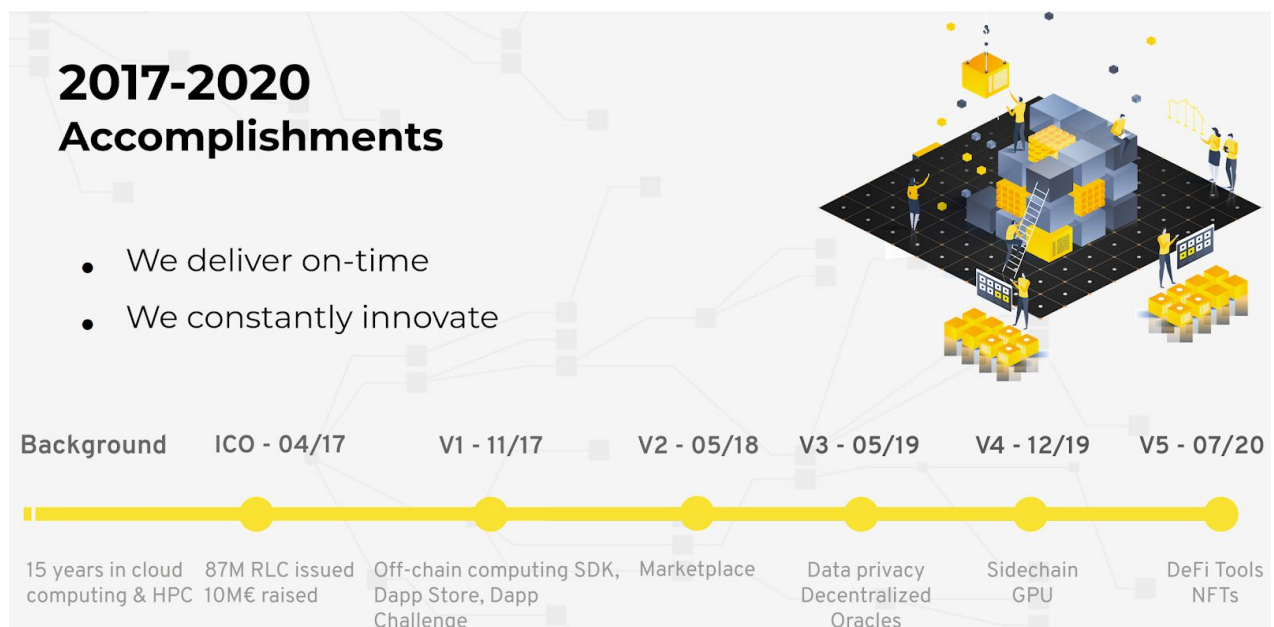 2017-2020
Accomplishments
• We deliver on-time
• We constantly innovate
Background
ICO - 04/17
V1 - 11/17
V2 - 05/18
V3 - 05/19
V4 - 12/19
V5 - 07/20
15 years in cloud
computing & HPC
87M RLC issued
10M€ raised
Off-chain computing SDK,
Dapp Store, Dapp
Challenge
Marketplace
Data privacy
Decentralized
Oracles
Sidechain
GPU
DeFi Tools
NFTs